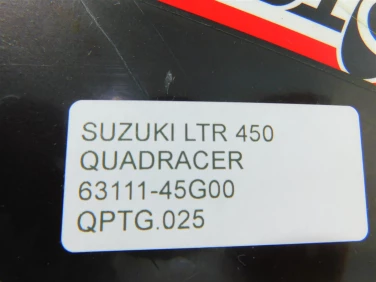 SUZUKI LTR 450
QUADRACER
63111-45G00
QPTG.025